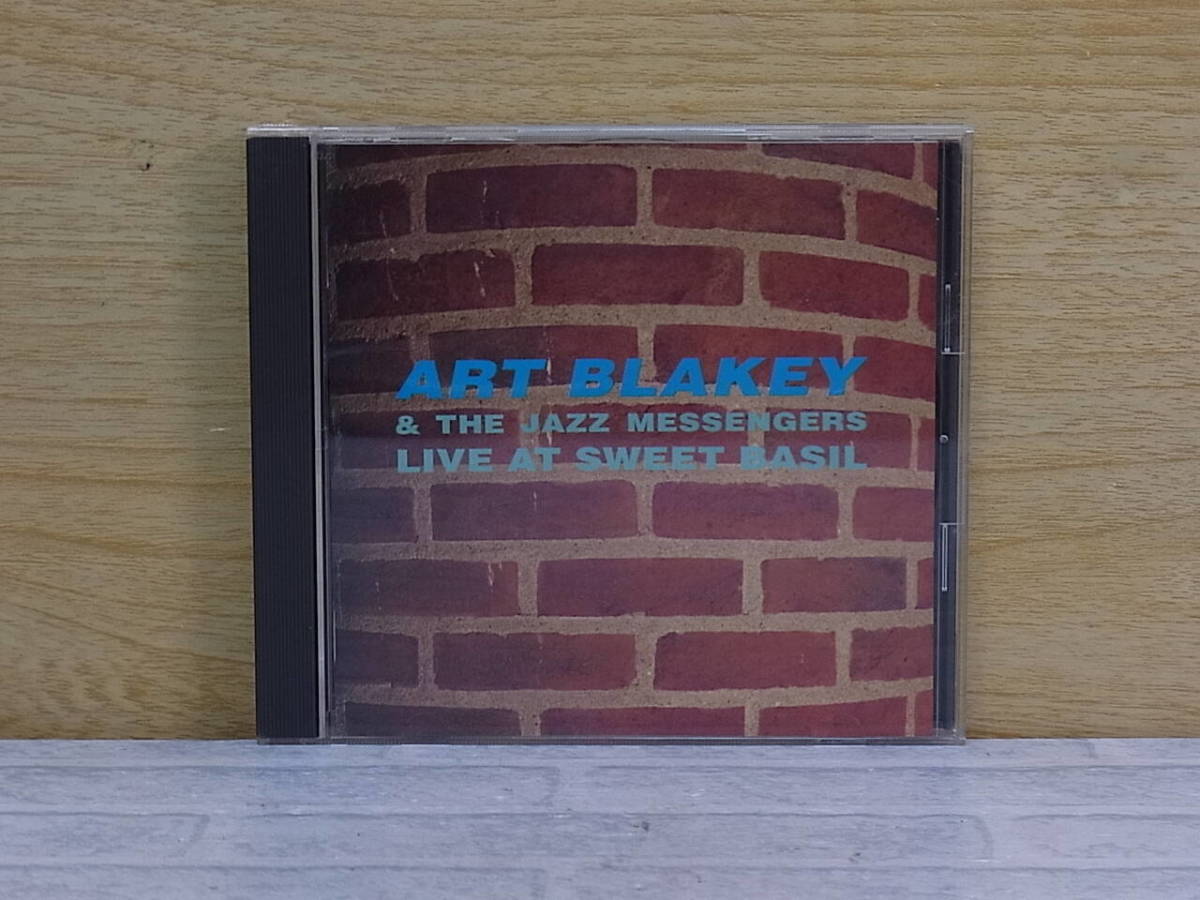 ART BLAKEY
& THE JAZZ MESSENGERS
LIVE AT SWEET BASIL